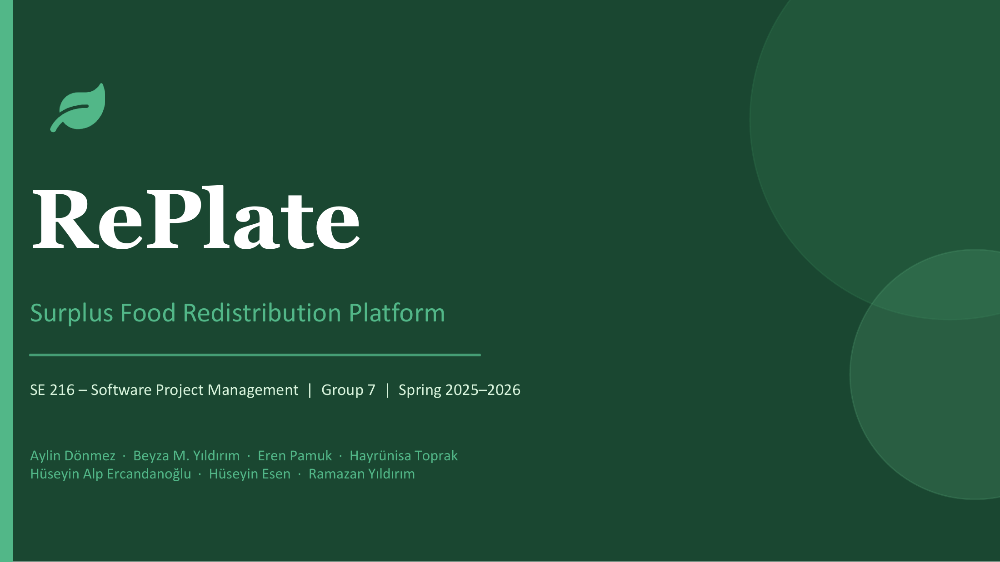 RePlate
Surplus Food Redistribution Platform
SE 216 – Software Project Management | Group 7 | Spring 2025–2026
Aylin Dönmez · Beyza M. Yıldırım · Eren Pamuk · Hayrünisa Toprak
Hüseyin Alp Ercandanoğlu · Hüseyin Esen · Ramazan Yıldırım